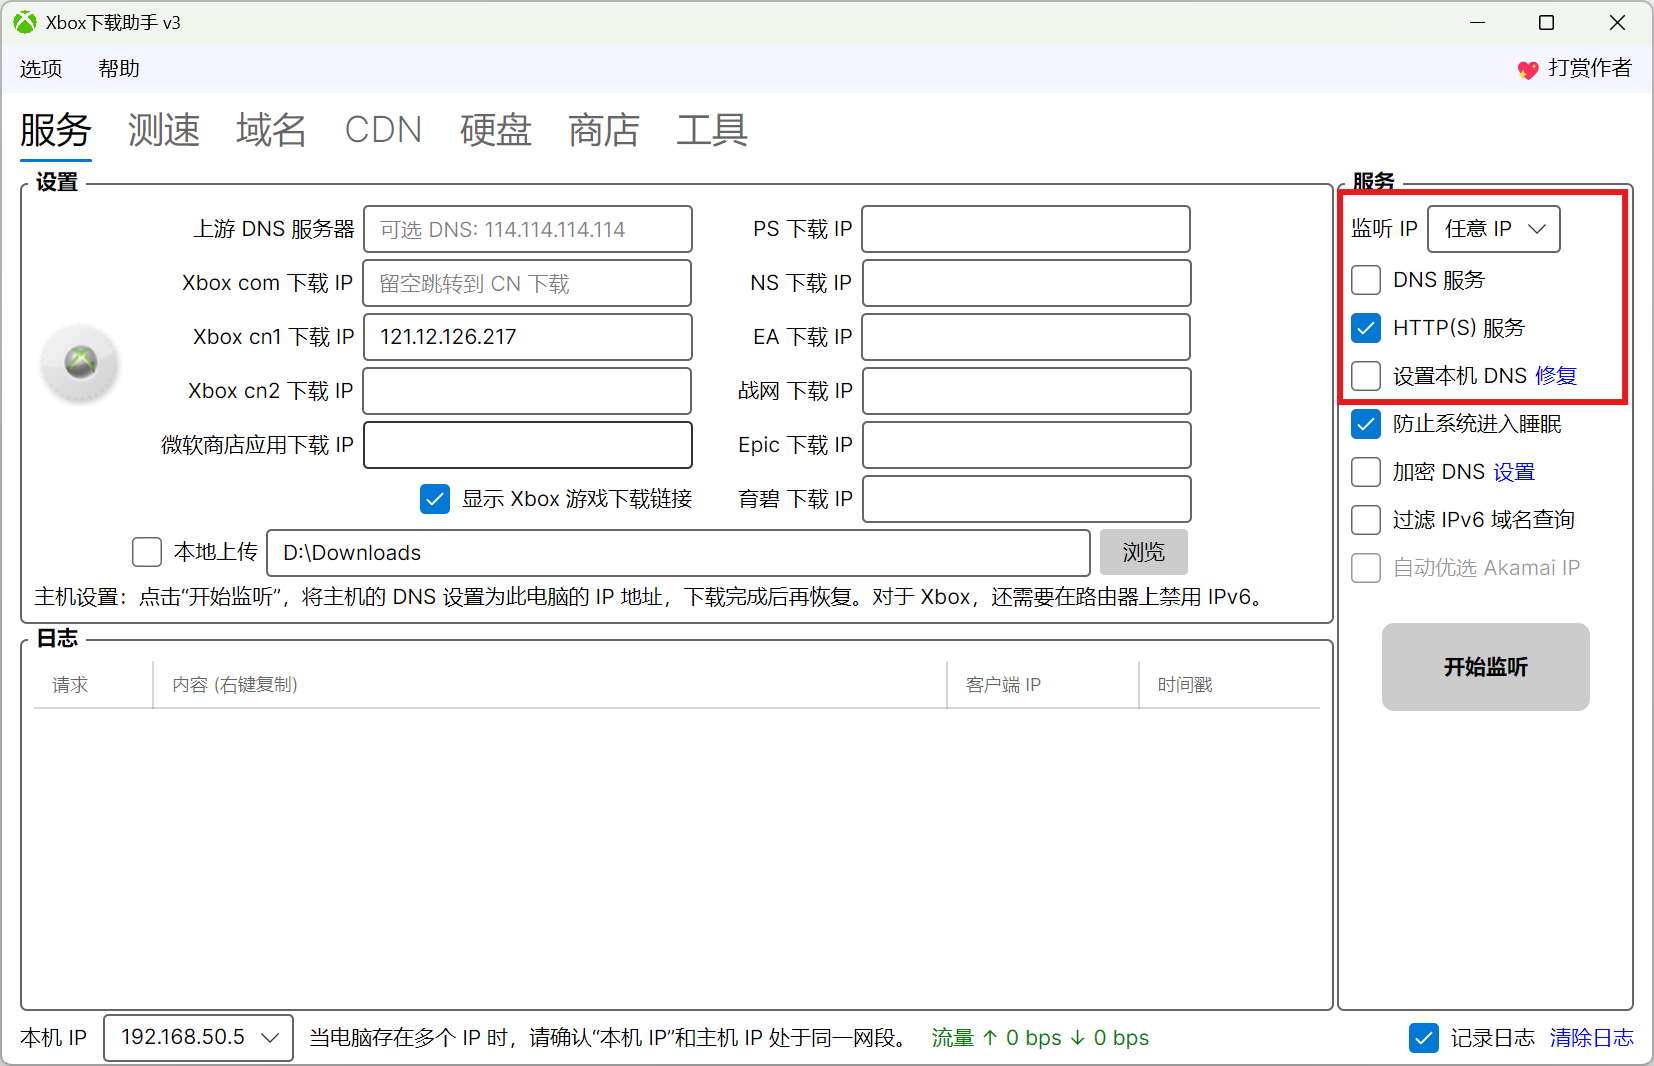 Xbox下载助手 v3
选项 帮助 打赏作者
服务 测速 域名 CDN 硬盘 商店 工具
设置
上游 DNS 服务器 可选 DNS: 114.114.114.114 PS 下载 IP
Xbox com 下载 IP 留空跳转到 CN 下载 NS 下载 IP
Xbox cn1 下载 IP 121.12.126.217 EA 下载 IP
Xbox cn2 下载 IP 战网 下载 IP
微软商店应用下载 IP Epic 下载 IP
显示 Xbox 游戏下载链接 育碧 下载 IP
本地上传 D:\Downloads 浏览
主机设置：点击“开始监听”，将主机的 DNS 设置为此电脑的 IP 地址，下载完成后再恢复。对于 Xbox，还需要在路由器上禁用 IPv6。
服务
监听 IP 任意 IP
DNS 服务
HTTP(S) 服务
设置本机 DNS 修复
防止系统进入睡眠
加密 DNS 设置
过滤 IPv6 域名查询
自动优选 Akamai IP
开始监听
日志
请求 内容 (右键复制) 客户端 IP 时间戳
本机 IP 192.168.50.5 当电脑存在多个 IP 时，请确认“本机 IP”和主机 IP 处于同一网段。 流量 ↑ 0 bps ↓ 0 bps 记录日志 清除日志